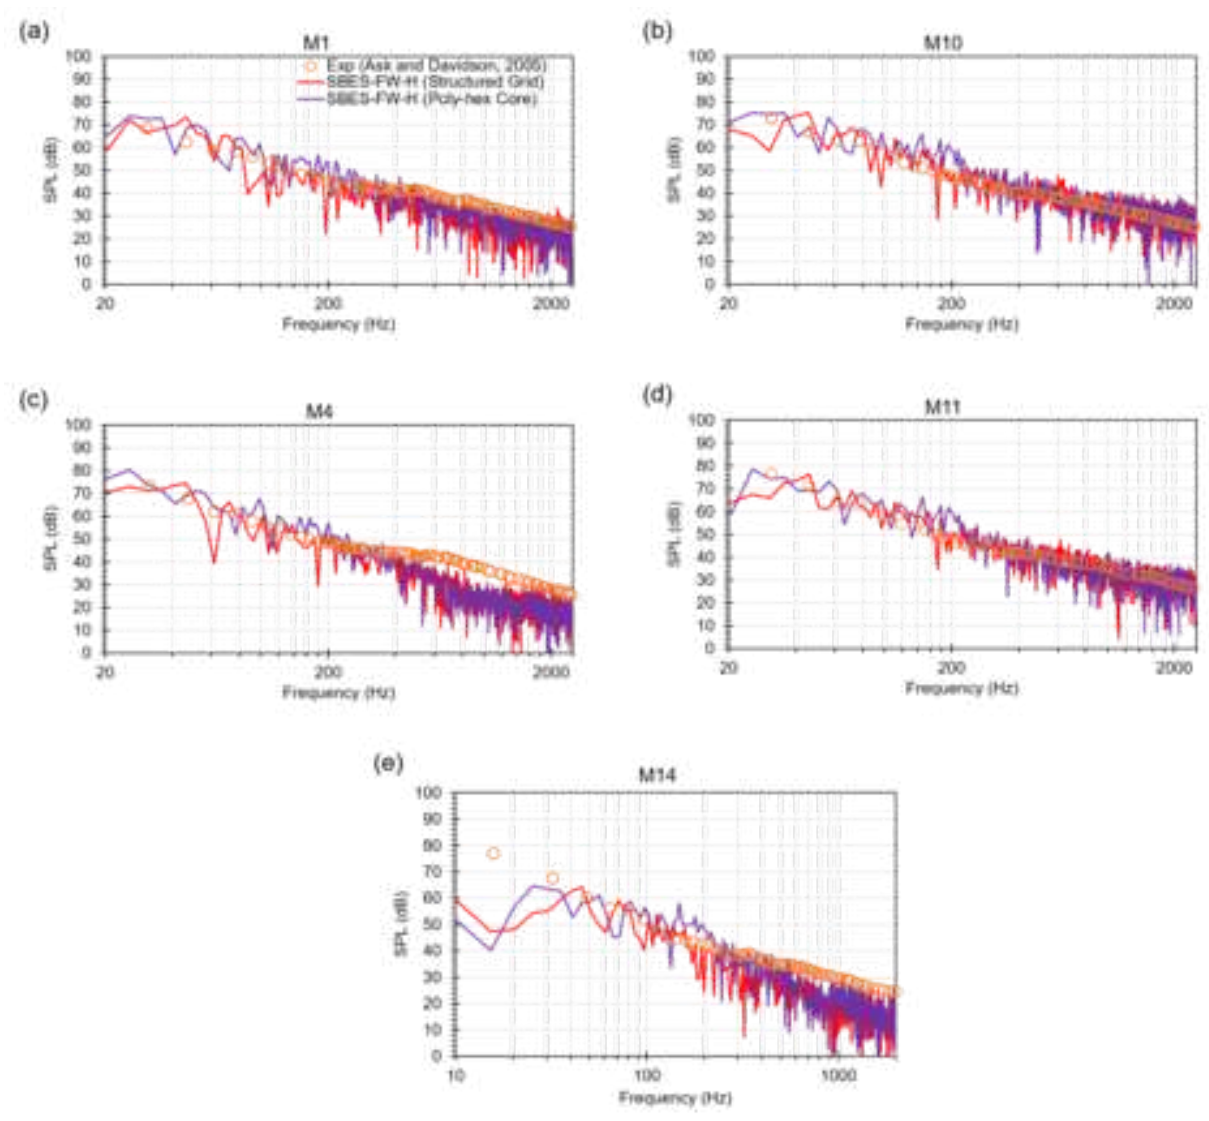 (a)
M1
Exp (Ask and Davidson, 2005)
SBES-FW-H (Structured Grid)
SBES-FW-H (Poly-hex Core)
100
90
80
70
60
50
40
30
20
10
0
SPL (dB)
20 200 2000
Frequency (Hz)
(b)
M10
100
90
80
70
60
50
40
30
20
10
0
SPL (dB)
20 200 2000
Frequency (Hz)
(c)
M4
100
90
80
70
60
50
40
30
20
10
0
SPL (dB)
20 200 2000
Frequency (Hz)
(d)
M11
100
90
80
70
60
50
40
30
20
10
0
SPL (dB)
20 200 2000
Frequency (Hz)
(e)
M14
100
90
80
70
60
50
40
30
20
10
0
SPL (dB)
10 100 1000
Frequency (Hz)